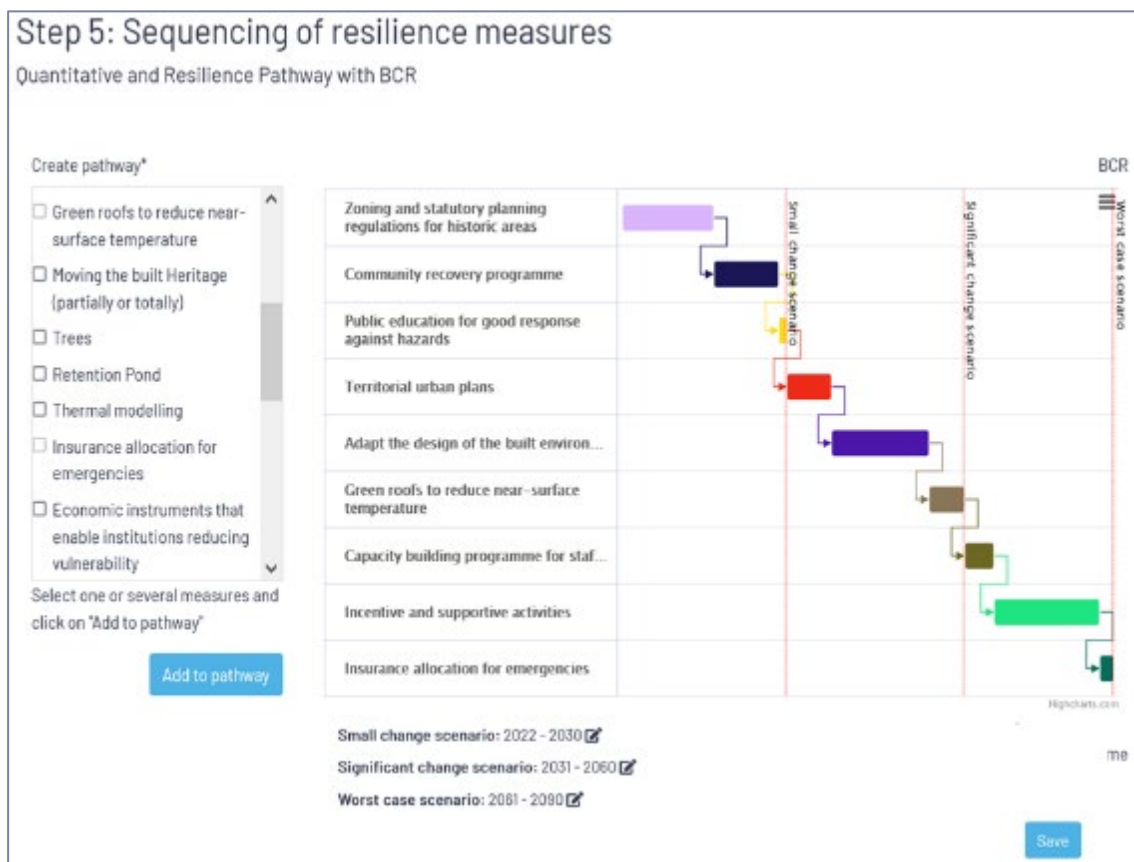 Step 5: Sequencing of resilience measures
Quantitative and Resilience Pathway with BCR
Create pathway*
BCR
Green roofs to reduce near-
surface temperature
Moving the built Heritage
(partially or totally)
Trees
Retention Pond
Thermal modelling
Insurance allocation for
emergencies
Economic instruments that
enable institutions reducing
vulnerability
Select one or several measures and
click on "Add to pathway"
Add to pathway
Zoning and statutory planning
regulations for historic areas
Community recovery programme
Public education for good response
against hazards
Territorial urban plans
Adapt the design of the built environ...
Green roofs to reduce near-surface
temperature
Capacity building programme for staf...
Incentive and supportive activities
Insurance allocation for emergencies
Small change scenario
Significant change scenario
Worst case scenario
Highcharts.com
Small change scenario: 2022 - 2030
Significant change scenario: 2031 - 2060
Worst case scenario: 2061 - 2090
me
Save